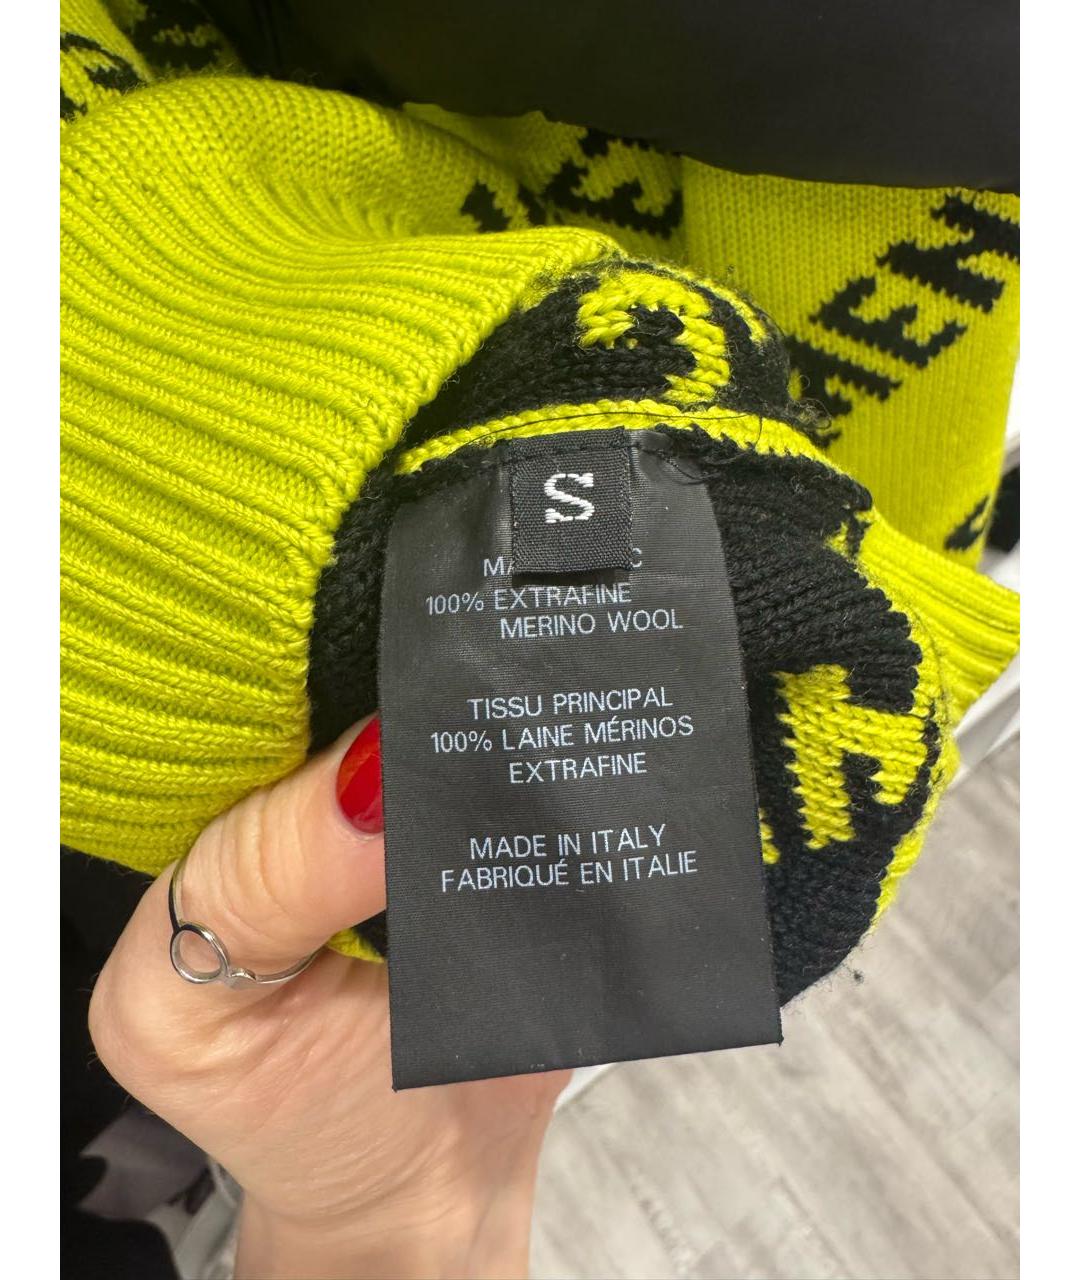 S
100% EXTRAFINE
MERINO WOOL
TISSU PRINCIPAL
100% LAINE MÉRINOS
EXTRAFINE
MADE IN ITALY
FABRIQUÉ EN ITALIE